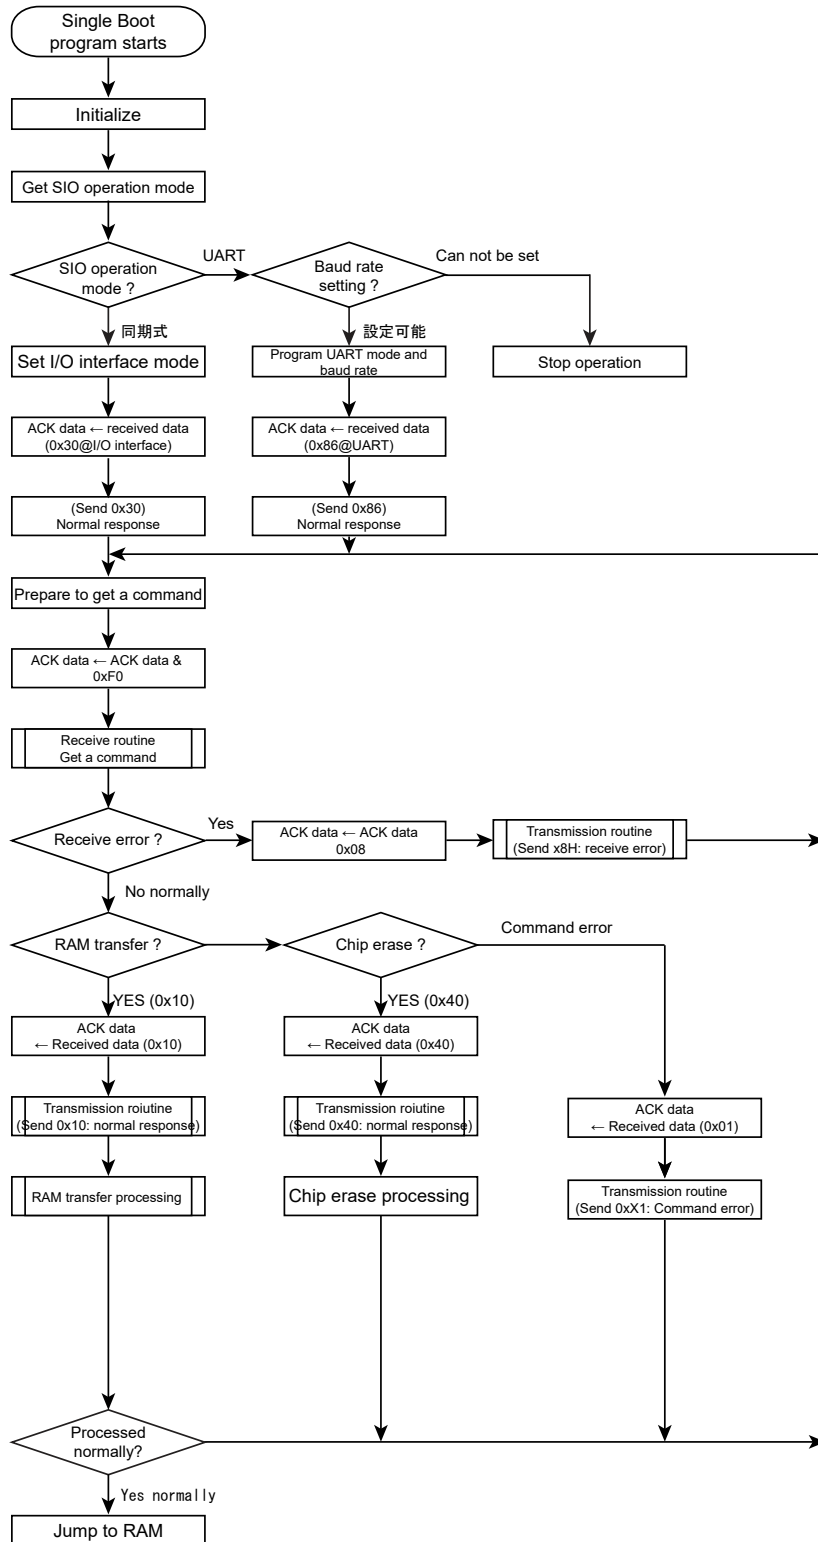 Single Boot
program starts
Initialize
Get SIO operation mode
SIO operation
mode ?
UART
Baud rate
setting ?
Can not be set
同期式
設定可能
Set I/O interface mode
Program UART mode and
baud rate
Stop operation
ACK data ← received data
(0x30@I/O interface)
ACK data ← received data
(0x86@UART)
(Send 0x30)
Normal response
(Send 0x86)
Normal response
Prepare to get a command
ACK data ← ACK data &
0xF0
Receive routine
Get a command
Receive error ?
Yes
ACK data ← ACK data
0x08
Transmission routine
(Send x8H: receive error)
No normally
RAM transfer ?
Chip erase ?
Command error
YES (0x10)
YES (0x40)
ACK data
← Received data (0x10)
ACK data
← Received data (0x40)
Transmission roiutine
(Send 0x10: normal response)
Transmission roiutine
(Send 0x40: normal response)
ACK data
← Received data (0x01)
RAM transfer processing
Chip erase processing
Transmission routine
(Send 0xX1: Command error)
Processed
normally?
Yes normally
Jump to RAM